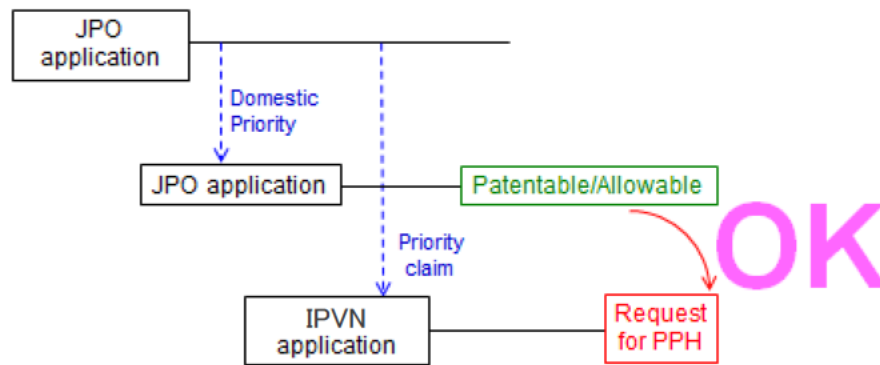 JPO
application
Domestic
Priority
JPO application
Patentable/Allowable
OK
Priority
claim
IPVN
application
Request
for PPH